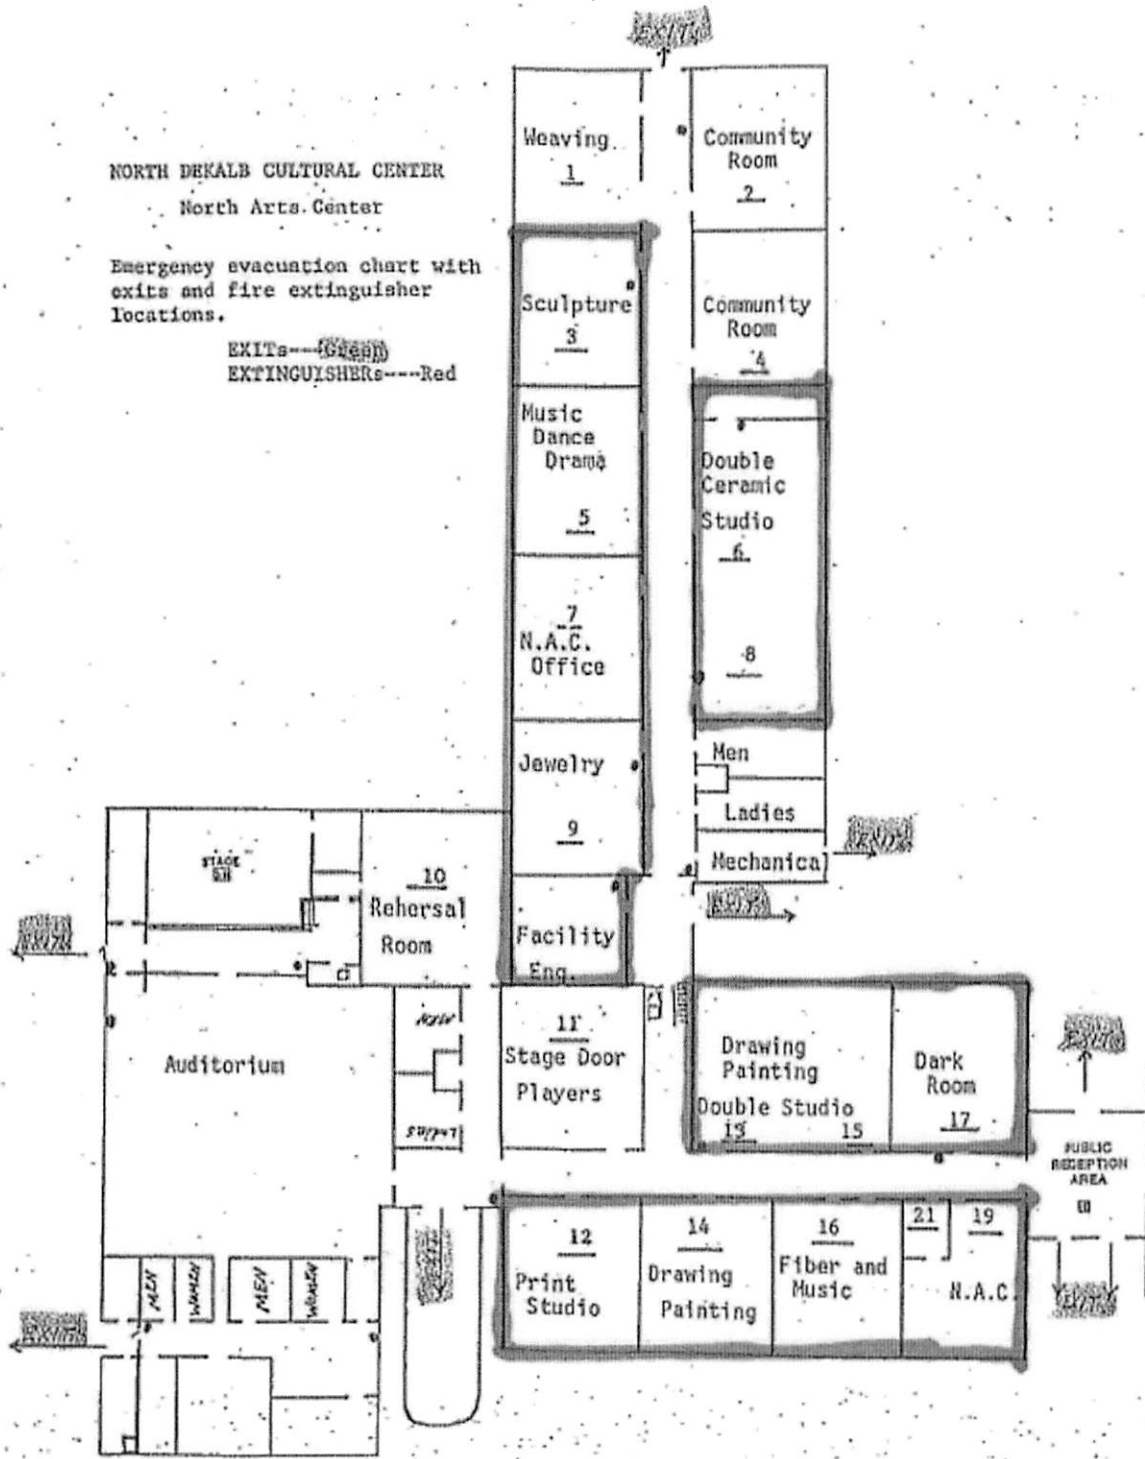 EXIT
NORTH DEKALB CULTURAL CENTER
North Arts Center
Emergency evacuation chart with
exits and fire extinguisher
locations.
EXITs---Green
EXTINGUISHERs---Red
Weaving
1
Community
Room
2
Sculpture
3
Community
Room
4
Music
Dance
Drama
5
Double
Ceramic
Studio
6
7
N.A.C.
Office
8
Jewelry
9
Men
Ladies
Mechanical
STAGE
10
Rehersal
Room
Facility
Eng.
Auditorium
MEN
Ladies
11
Stage Door
Players
Drawing
Painting
Double Studio
13
15
Dark
Room
17
PUBLIC
RECEPTION
AREA
12
Print
Studio
14
Drawing
Painting
16
Fiber and
Music
21
19
N.A.C.
MEN
WOMEN
MEN
WOMEN